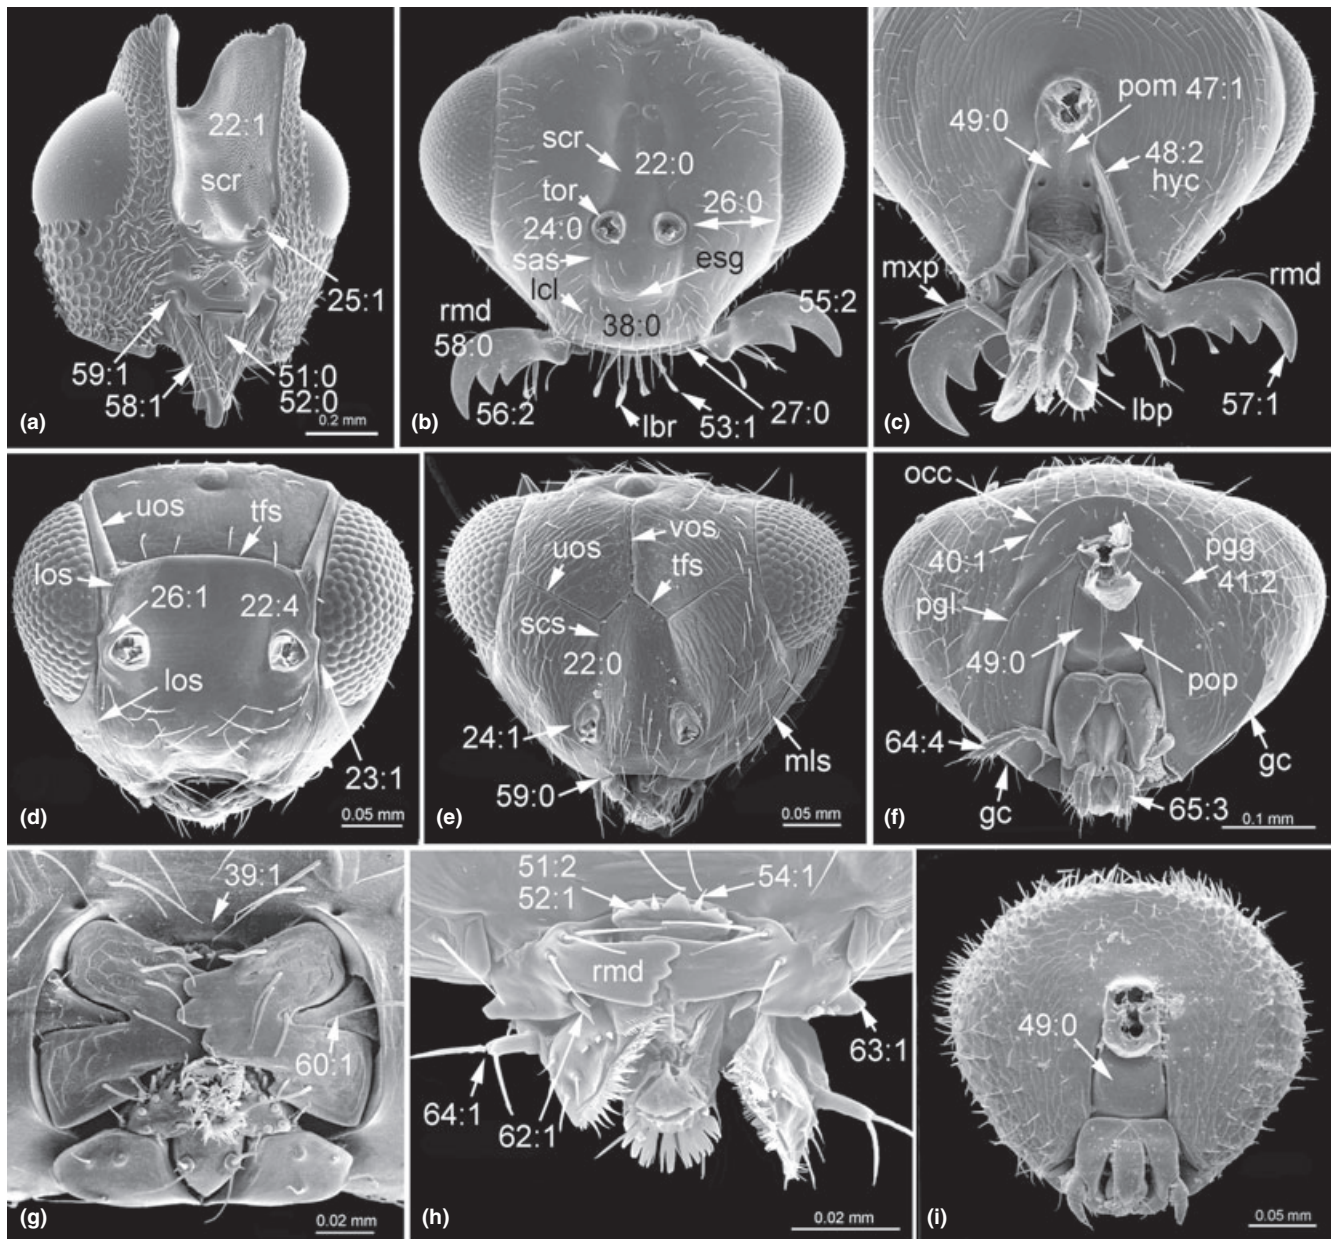 22:1
scr
25:1
59:1
58:1
51:0
52:0
(a)
0.2 mm
scr
22:0
tor
26:0
24:0
sas
esg
lcl
rmd
38:0
55:2
58:0
56:2
lbr
53:1
27:0
(b)
pom 47:1
49:0
48:2
hyc
mxp
rmd
lbp
57:1
(c)
uos
tfs
los
26:1
22:4
los
23:1
(d)
0.05 mm
vos
uos
tfs
scs
22:0
24:1
mls
59:0
(e)
0.05 mm
occ
40:1
pgg
41:2
pgl
49:0
pop
64:4
gc
gc
65:3
(f)
0.1 mm
39:1
60:1
(g)
0.02 mm
51:2
52:1
54:1
rmd
63:1
64:1
62:1
(h)
0.02 mm
49:0
(i)
0.05 mm